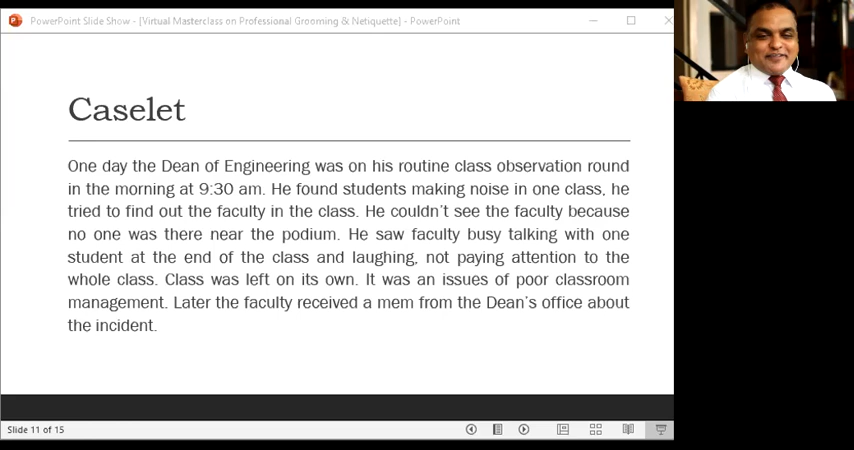 PowerPoint Slide Show - [Virtual Masterclass on Professional Grooming & Netiquette] - PowerPoint
Caselet
One day the Dean of Engineering was on his routine class observation round
in the morning at 9:30 am. He found students making noise in one class, he
tried to find out the faculty in the class. He couldn't see the faculty because
no one was there near the podium. He saw faculty busy talking with one
student at the end of the class and laughing, not paying attention to the
whole class. Class was left on its own. It was an issues of poor classroom
management. Later the faculty received a mem from the Dean's office about
the incident.
Slide 11 of 15